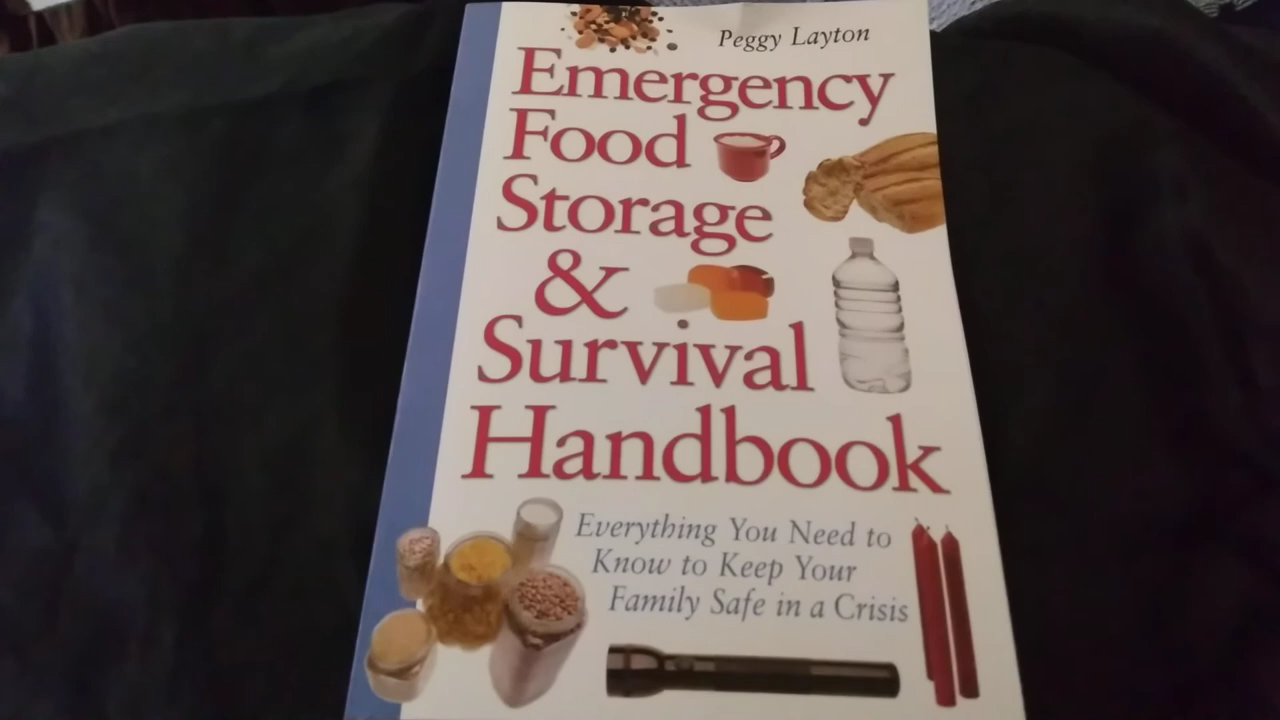 Peggy Layton
Emergency
Food
Storage
&
Survival
Handbook
Everything You Need to
Know to Keep Your
Family Safe in a Crisis